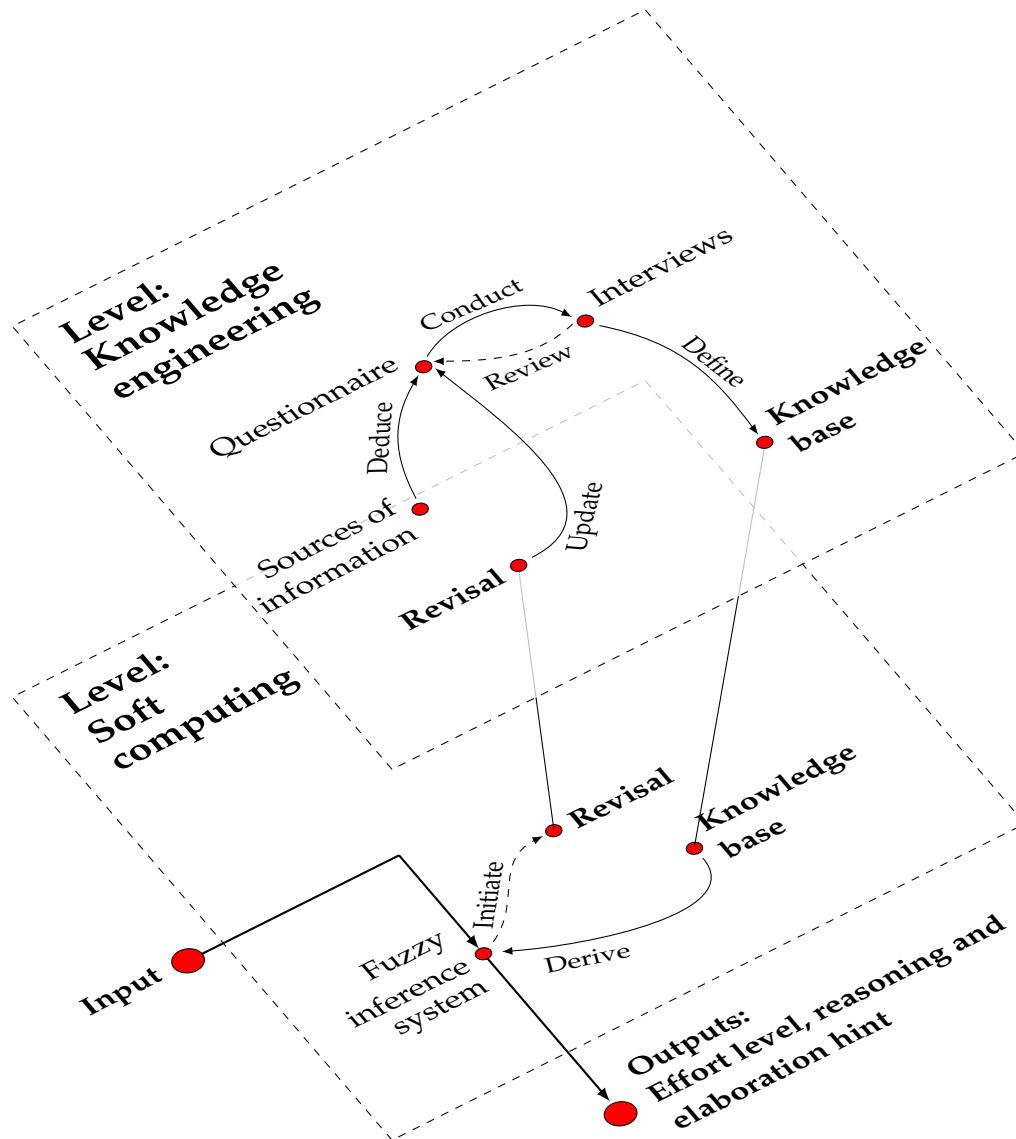 Level:
Knowledge
engineering
Conduct
Interviews
Review
Define
Questionnaire
Knowledge
base
Deduce
Sources of
information
Update
Revisal
Level:
Soft
computing
Revisal
Knowledge
base
Initiate
Derive
Input
Fuzzy
inference
system
Outputs:
Effort level, reasoning and
elaboration hint